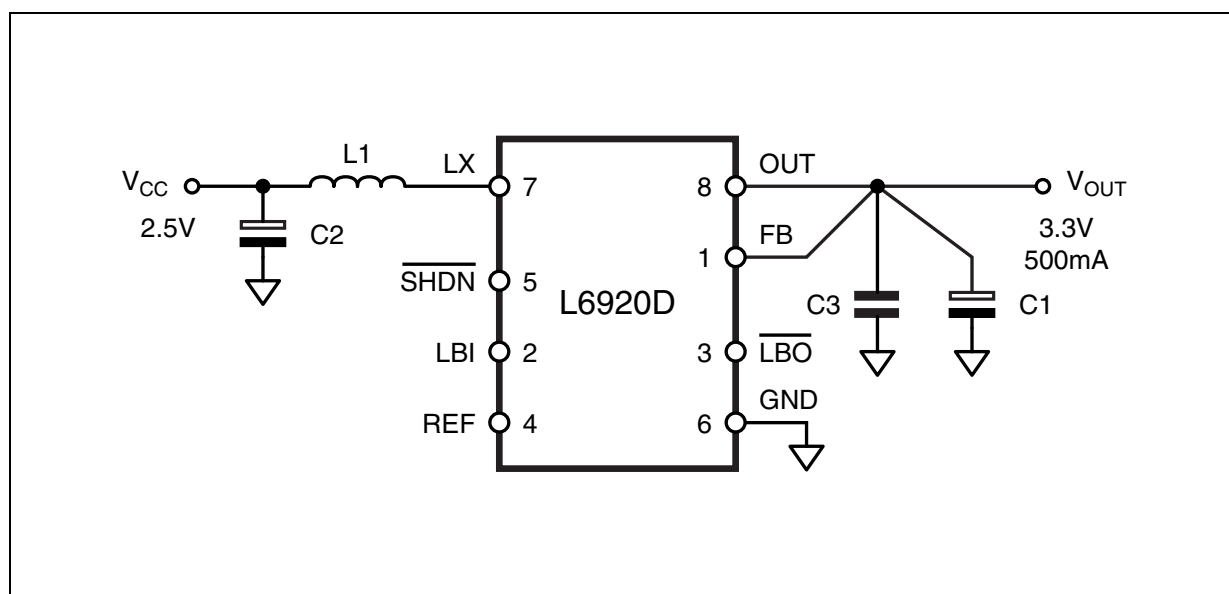 L1
LX
7
V_CC
2.5V
C2
SHDN
5
LBI
2
REF
4
L6920D
OUT
8
FB
1
3
LBO
GND
6
C3
C1
V_OUT
3.3V
500mA